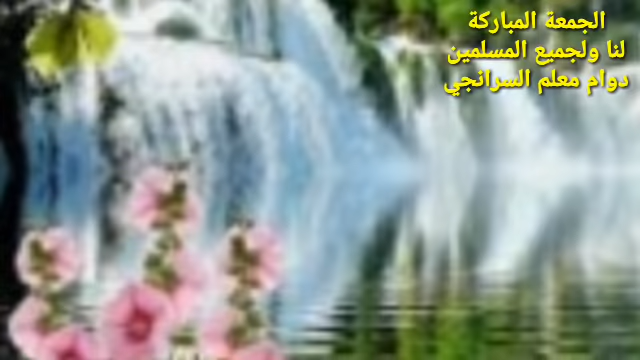 الجمعة المباركة
لنا ولجميع المسلمين
دوام معلم السرانجي